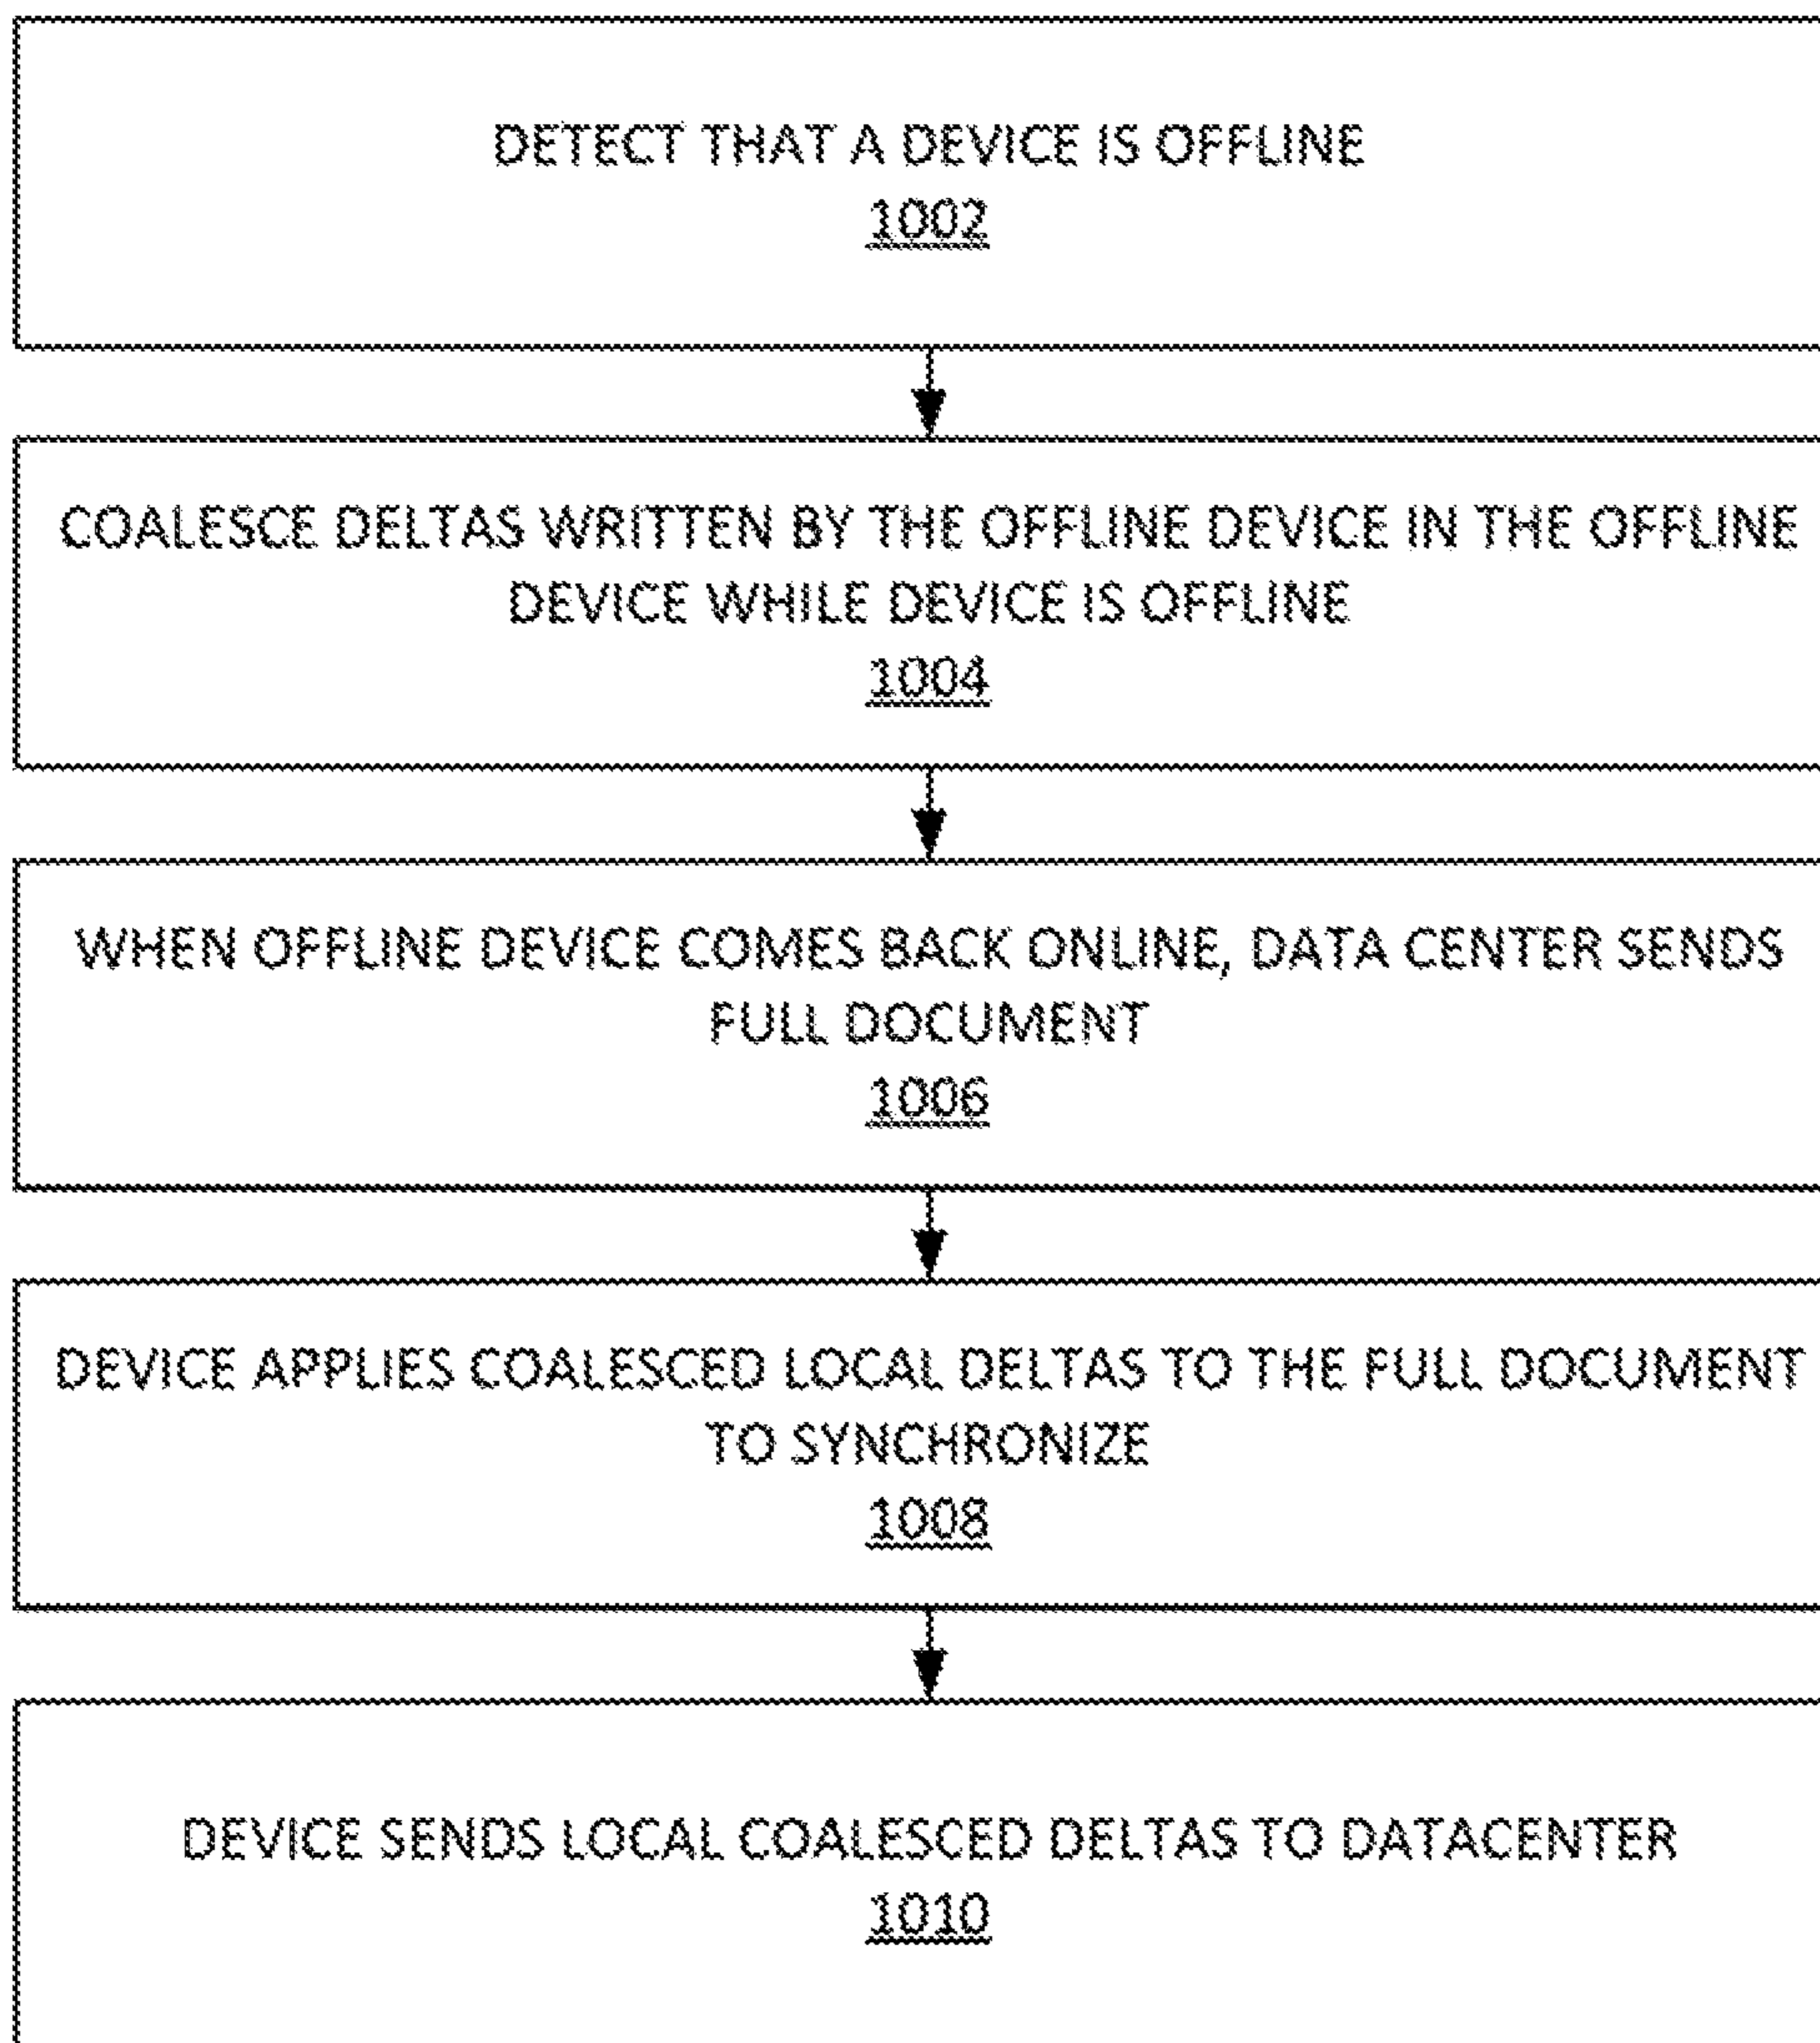 DETECT THAT A DEVICE IS OFFLINE
1002
COALESCE DELTAS WRITTEN BY THE OFFLINE DEVICE IN THE OFFLINE
DEVICE WHILE DEVICE IS OFFLINE
1004
WHEN OFFLINE DEVICE COMES BACK ONLINE, DATA CENTER SENDS
FULL DOCUMENT
1006
DEVICE APPLIES COALESCED LOCAL DELTAS TO THE FULL DOCUMENT
TO SYNCHRONIZE
1008
DEVICE SENDS LOCAL COALESCED DELTAS TO DATACENTER
1010